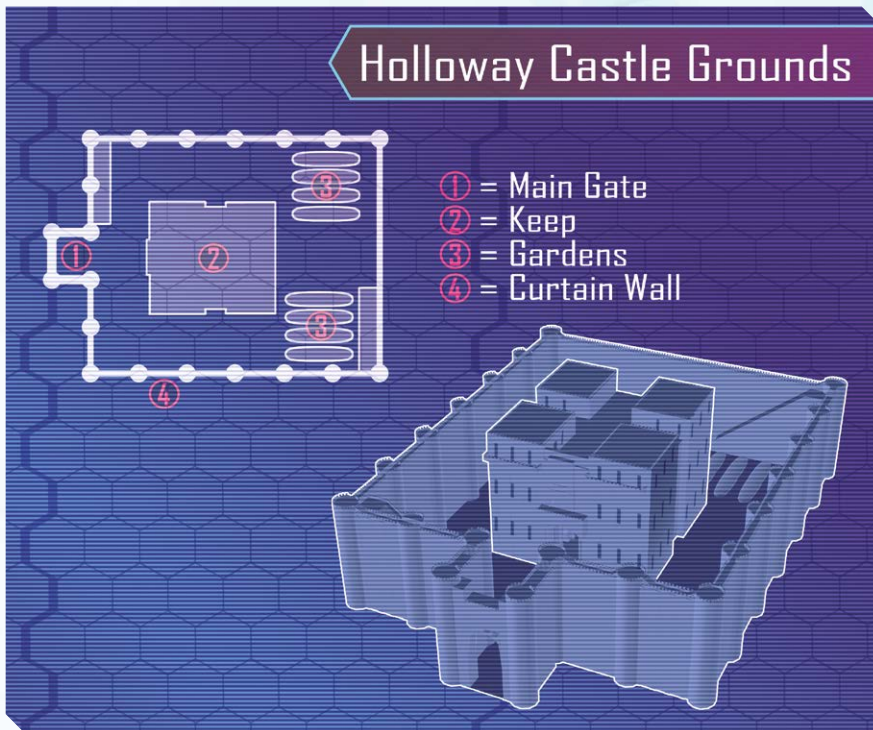 Holloway Castle Grounds
① = Main Gate
② = Keep
③ = Gardens
④ = Curtain Wall
③
①
②
③
④